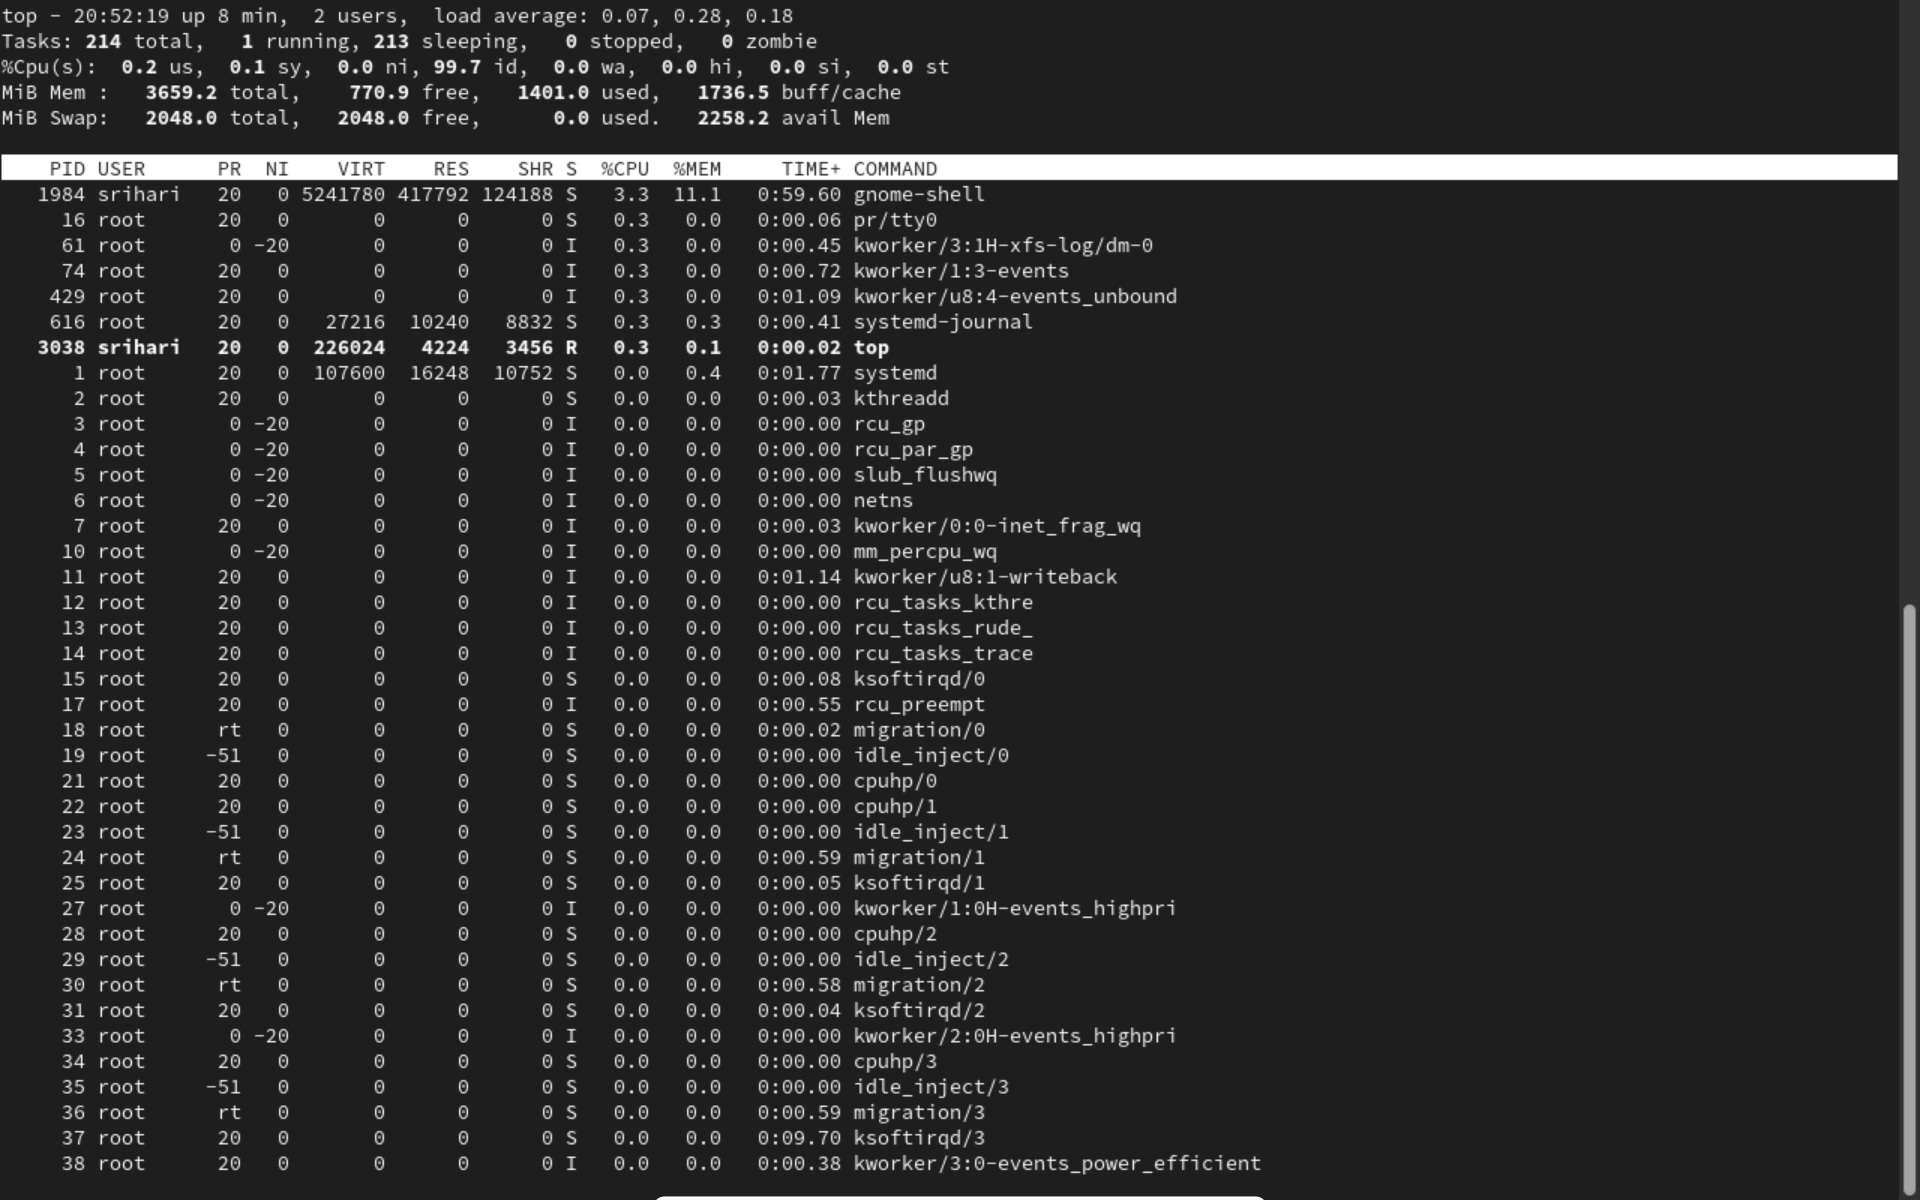 top - 20:52:19 up 8 min,  2 users,  load average: 0.07, 0.28, 0.18
Tasks: 214 total,   1 running, 213 sleeping,   0 stopped,   0 zombie
%Cpu(s):  0.2 us,  0.1 sy,  0.0 ni, 99.7 id,  0.0 wa,  0.0 hi,  0.0 si,  0.0 st
MiB Mem :   3659.2 total,    770.9 free,   1401.0 used,   1736.5 buff/cache
MiB Swap:   2048.0 total,   2048.0 free,      0.0 used.   2258.2 avail Mem
    PID USER      PR  NI    VIRT    RES    SHR S  %CPU  %MEM     TIME+ COMMAND
   1984 srihari   20   0 5241780 417792 124188 S   3.3  11.1   0:59.60 gnome-shell
     16 root      20   0       0      0      0 S   0.3   0.0   0:00.06 pr/tty0
     61 root       0 -20       0      0      0 I   0.3   0.0   0:00.45 kworker/3:1H-xfs-log/dm-0
     74 root      20   0       0      0      0 I   0.3   0.0   0:00.72 kworker/1:3-events
    429 root      20   0       0      0      0 I   0.3   0.0   0:01.09 kworker/u8:4-events_unbound
    616 root      20   0   27216  10240   8832 S   0.3   0.3   0:00.41 systemd-journal
   3038 srihari   20   0  226024   4224   3456 R   0.3   0.1   0:00.02 top
      1 root      20   0  107600  16248  10752 S   0.0   0.4   0:01.77 systemd
      2 root      20   0       0      0      0 S   0.0   0.0   0:00.03 kthreadd
      3 root       0 -20       0      0      0 I   0.0   0.0   0:00.00 rcu_gp
      4 root       0 -20       0      0      0 I   0.0   0.0   0:00.00 rcu_par_gp
      5 root       0 -20       0      0      0 I   0.0   0.0   0:00.00 slub_flushwq
      6 root       0 -20       0      0      0 I   0.0   0.0   0:00.00 netns
      7 root      20   0       0      0      0 I   0.0   0.0   0:00.03 kworker/0:0-inet_frag_wq
     10 root       0 -20       0      0      0 I   0.0   0.0   0:00.00 mm_percpu_wq
     11 root      20   0       0      0      0 I   0.0   0.0   0:01.14 kworker/u8:1-writeback
     12 root      20   0       0      0      0 I   0.0   0.0   0:00.00 rcu_tasks_kthre
     13 root      20   0       0      0      0 I   0.0   0.0   0:00.00 rcu_tasks_rude_
     14 root      20   0       0      0      0 I   0.0   0.0   0:00.00 rcu_tasks_trace
     15 root      20   0       0      0      0 S   0.0   0.0   0:00.08 ksoftirqd/0
     17 root      20   0       0      0      0 I   0.0   0.0   0:00.55 rcu_preempt
     18 root      rt   0       0      0      0 S   0.0   0.0   0:00.02 migration/0
     19 root     -51   0       0      0      0 S   0.0   0.0   0:00.00 idle_inject/0
     21 root      20   0       0      0      0 S   0.0   0.0   0:00.00 cpuhp/0
     22 root      20   0       0      0      0 S   0.0   0.0   0:00.00 cpuhp/1
     23 root     -51   0       0      0      0 S   0.0   0.0   0:00.00 idle_inject/1
     24 root      rt   0       0      0      0 S   0.0   0.0   0:00.59 migration/1
     25 root      20   0       0      0      0 S   0.0   0.0   0:00.05 ksoftirqd/1
     27 root       0 -20       0      0      0 I   0.0   0.0   0:00.00 kworker/1:0H-events_highpri
     28 root      20   0       0      0      0 S   0.0   0.0   0:00.00 cpuhp/2
     29 root     -51   0       0      0      0 S   0.0   0.0   0:00.00 idle_inject/2
     30 root      rt   0       0      0      0 S   0.0   0.0   0:00.58 migration/2
     31 root      20   0       0      0      0 S   0.0   0.0   0:00.04 ksoftirqd/2
     33 root       0 -20       0      0      0 I   0.0   0.0   0:00.00 kworker/2:0H-events_highpri
     34 root      20   0       0      0      0 S   0.0   0.0   0:00.00 cpuhp/3
     35 root     -51   0       0      0      0 S   0.0   0.0   0:00.00 idle_inject/3
     36 root      rt   0       0      0      0 S   0.0   0.0   0:00.59 migration/3
     37 root      20   0       0      0      0 S   0.0   0.0   0:09.70 ksoftirqd/3
     38 root      20   0       0      0      0 I   0.0   0.0   0:00.38 kworker/3:0-events_power_efficient